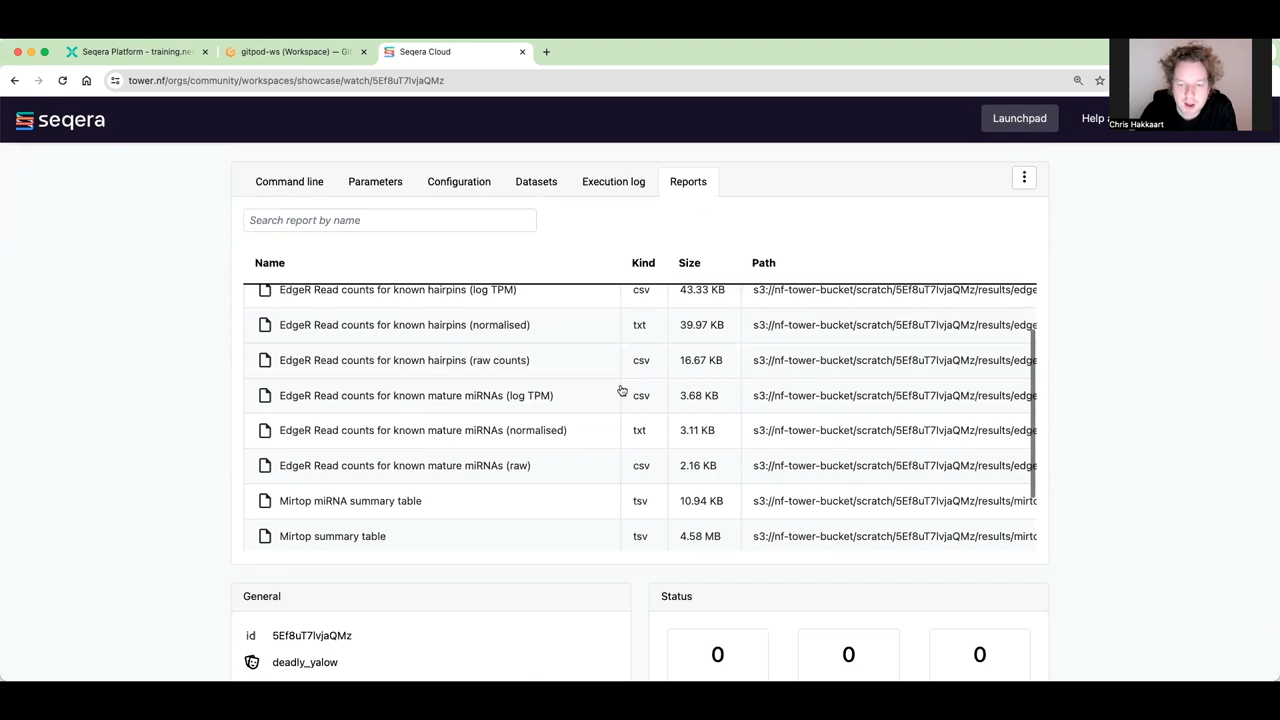 Seqera Platform - training.ne
gitpod-ws (Workspace) — Gi
Seqera Cloud
tower.nf/orgs/community/workspaces/showcase/watch/5Ef8uT7lvjaQMz
Chris Hakkaart
seqera
Launchpad
Help
Command line
Parameters
Configuration
Datasets
Execution log
Reports
Search report by name
Name Kind Size Path
EdgeR Read counts for known hairpins (log TPM) csv 43.33 KB s3://nf-tower-bucket/scratch/5Ef8uT7lvjaQMz/results/edge
EdgeR Read counts for known hairpins (normalised) txt 39.97 KB s3://nf-tower-bucket/scratch/5Ef8uT7lvjaQMz/results/edge
EdgeR Read counts for known hairpins (raw counts) csv 16.67 KB s3://nf-tower-bucket/scratch/5Ef8uT7lvjaQMz/results/edge
EdgeR Read counts for known mature miRNAs (log TPM) csv 3.68 KB s3://nf-tower-bucket/scratch/5Ef8uT7lvjaQMz/results/edge
EdgeR Read counts for known mature miRNAs (normalised) txt 3.11 KB s3://nf-tower-bucket/scratch/5Ef8uT7lvjaQMz/results/edge
EdgeR Read counts for known mature miRNAs (raw) csv 2.16 KB s3://nf-tower-bucket/scratch/5Ef8uT7lvjaQMz/results/edge
Mirtop miRNA summary table tsv 10.94 KB s3://nf-tower-bucket/scratch/5Ef8uT7lvjaQMz/results/mirto
Mirtop summary table tsv 4.58 MB s3://nf-tower-bucket/scratch/5Ef8uT7lvjaQMz/results/mirto
General
id 5Ef8uT7lvjaQMz
deadly_yalow
Status
0 0 0